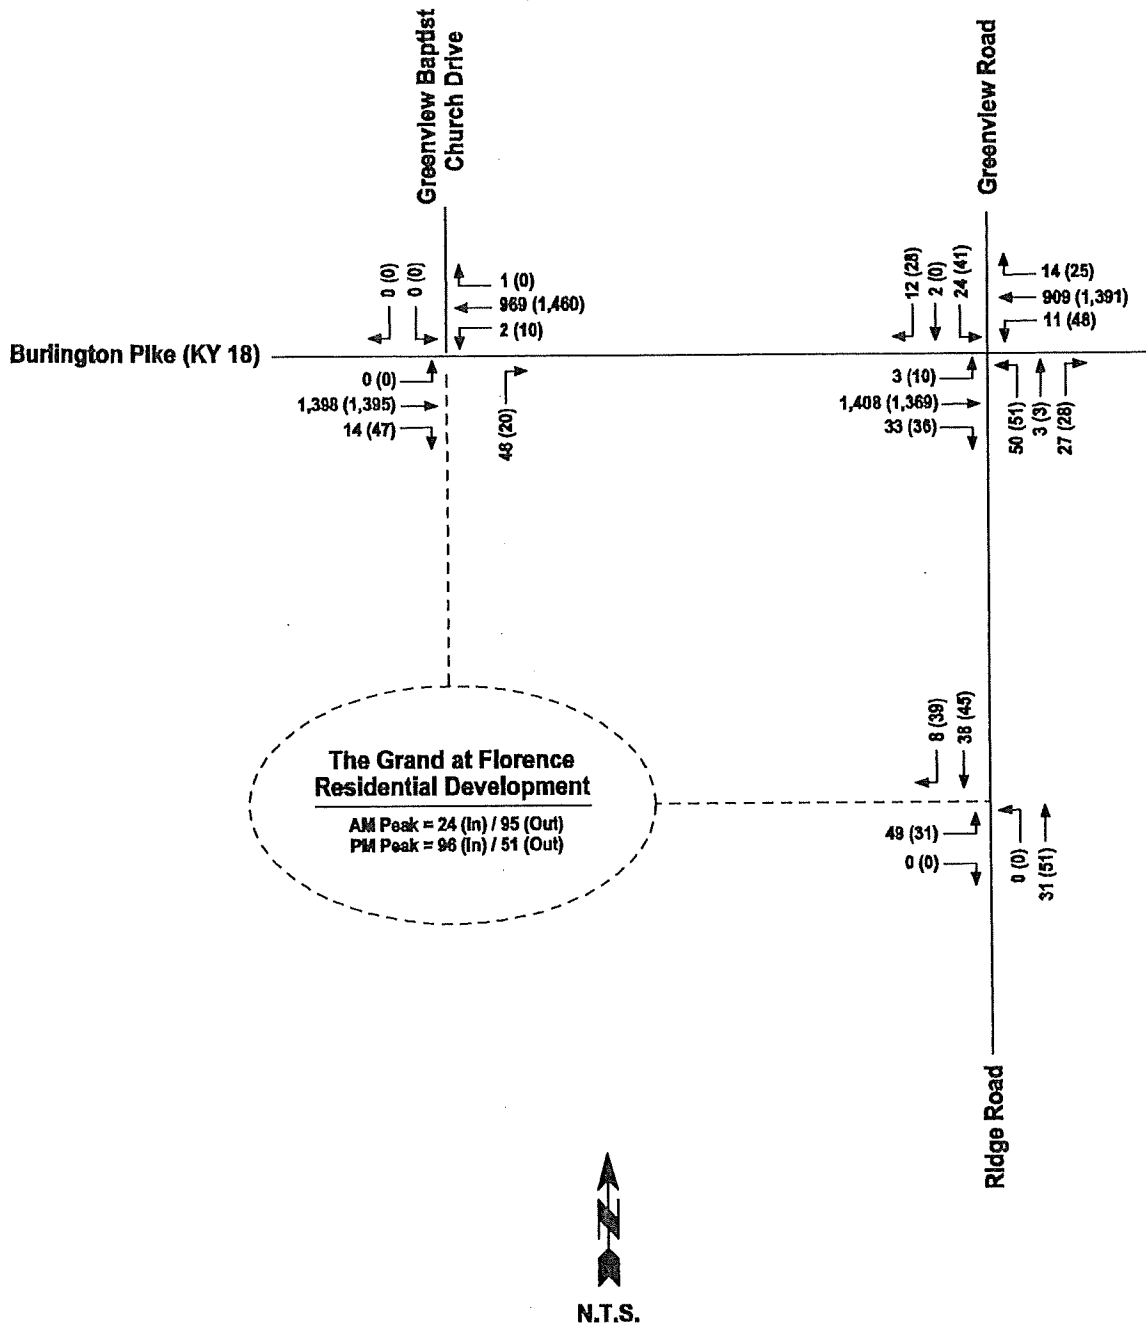 Greenview Baptist
Church Drive
Greenview Road
0 (0)
0 (0)
1 (0)
969 (1,460)
2 (10)
12 (28)
2 (0)
24 (41)
14 (25)
909 (1,391)
11 (48)
Burlington Pike (KY 18)
0 (0)
1,398 (1,395)
14 (47)
48 (20)
3 (10)
1,408 (1,369)
33 (36)
50 (51)
3 (3)
27 (28)
The Grand at Florence
Residential Development
AM Peak = 24 (In) / 95 (Out)
PM Peak = 96 (In) / 51 (Out)
8 (39)
38 (45)
49 (31)
0 (0)
0 (0)
31 (51)
Ridge Road
N
N.T.S.